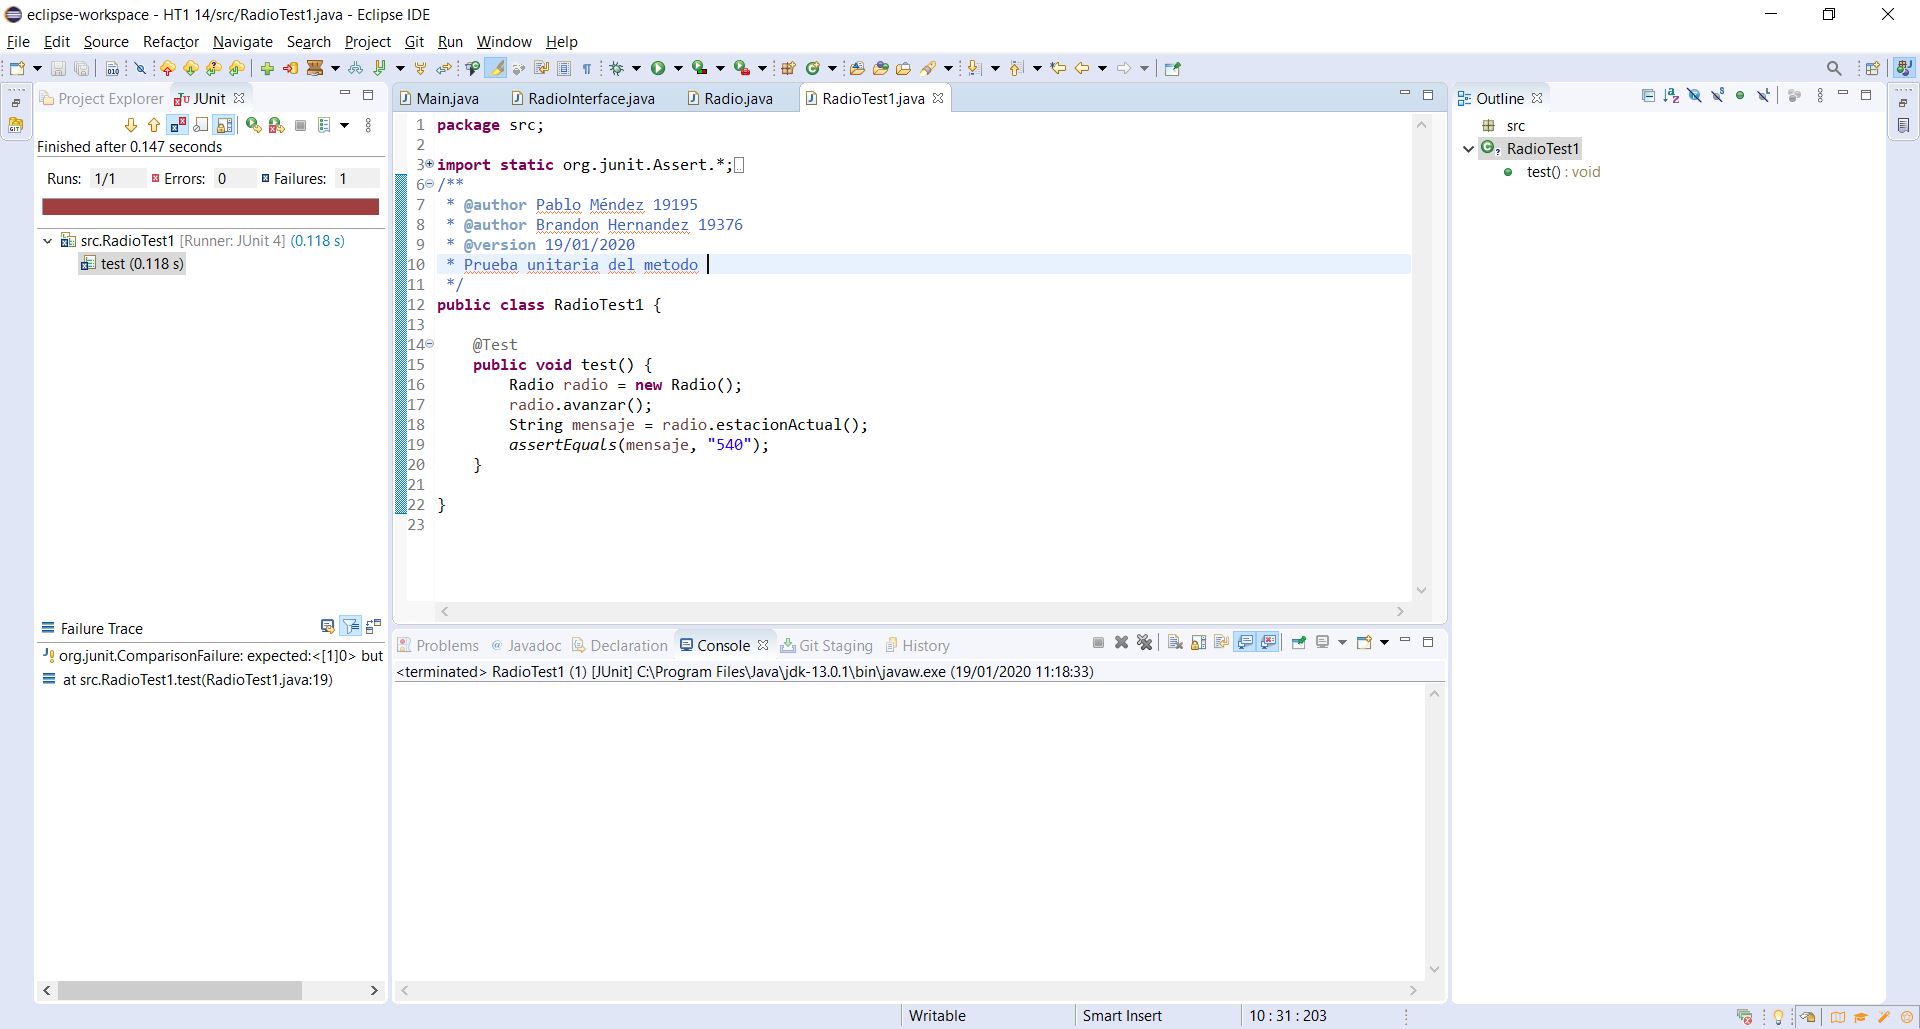 eclipse-workspace - HT1 14/src/RadioTest1.java - Eclipse IDE
File Edit Source Refactor Navigate Search Project Git Run Window Help
Project Explorer JUnit
Finished after 0.147 seconds
Runs: 1/1 Errors: 0 Failures: 1
src.RadioTest1 [Runner: JUnit 4] (0.118 s)
test (0.118 s)
Failure Trace
org.junit.ComparisonFailure: expected:<[1]0> but
at src.RadioTest1.test(RadioTest1.java:19)
Main.java RadioInterface.java Radio.java RadioTest1.java
1 package src;
2
3 import static org.junit.Assert.*;
6 /**
7 * @author Pablo Méndez 19195
8 * @author Brandon Hernandez 19376
9 * @version 19/01/2020
10 * Prueba unitaria del metodo
11 */
12 public class RadioTest1 {
13
14 @Test
15 public void test() {
16 Radio radio = new Radio();
17 radio.avanzar();
18 String mensaje = radio.estacionActual();
19 assertEquals(mensaje, "540");
20 }
21
22 }
23
Problems Javadoc Declaration Console Git Staging History
<terminated> RadioTest1 (1) [JUnit] C:\Program Files\Java\jdk-13.0.1\bin\javaw.exe (19/01/2020 11:18:33)
Outline
src
RadioTest1
test() : void
Writable Smart Insert 10 : 31 : 203